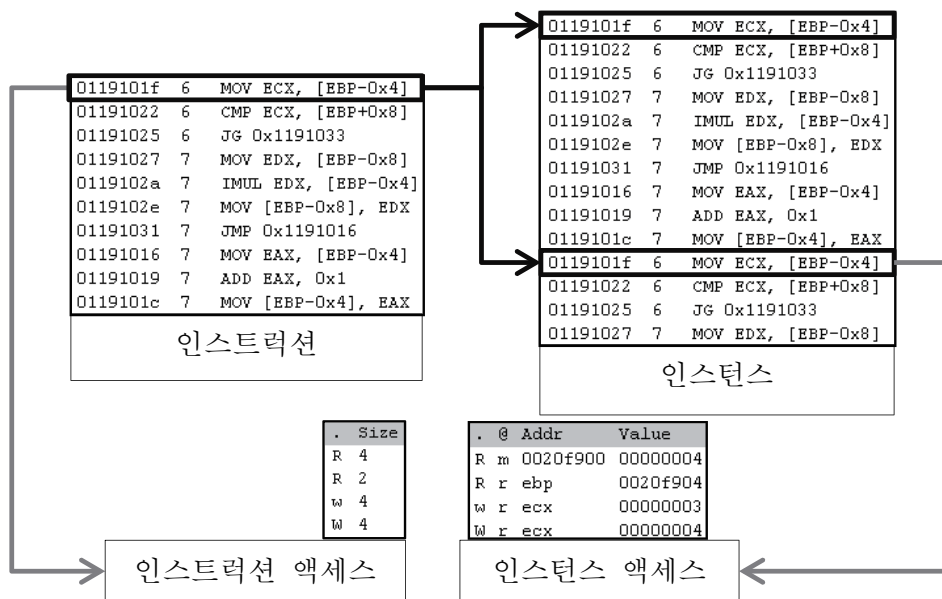 0119101f 6 MOV ECX, [EBP-0x4]
01191022 6 CMP ECX, [EBP+0x8]
01191025 6 JG 0x1191033
01191027 7 MOV EDX, [EBP-0x8]
0119102a 7 IMUL EDX, [EBP-0x4]
0119102e 7 MOV [EBP-0x8], EDX
01191031 7 JMP 0x1191016
01191016 7 MOV EAX, [EBP-0x4]
01191019 7 ADD EAX, 0x1
0119101c 7 MOV [EBP-0x4], EAX
인스트럭션
0119101f 6 MOV ECX, [EBP-0x4]
01191022 6 CMP ECX, [EBP+0x8]
01191025 6 JG 0x1191033
01191027 7 MOV EDX, [EBP-0x8]
0119102a 7 IMUL EDX, [EBP-0x4]
0119102e 7 MOV [EBP-0x8], EDX
01191031 7 JMP 0x1191016
01191016 7 MOV EAX, [EBP-0x4]
01191019 7 ADD EAX, 0x1
0119101c 7 MOV [EBP-0x4], EAX
0119101f 6 MOV ECX, [EBP-0x4]
01191022 6 CMP ECX, [EBP+0x8]
01191025 6 JG 0x1191033
01191027 7 MOV EDX, [EBP-0x8]
인스턴스
. Size
R 4
R 2
w 4
W 4
인스트럭션 액세스
. @ Addr Value
R m 0020f900 00000004
R r ebp 0020f904
w r ecx 00000003
W r ecx 00000004
인스턴스 액세스